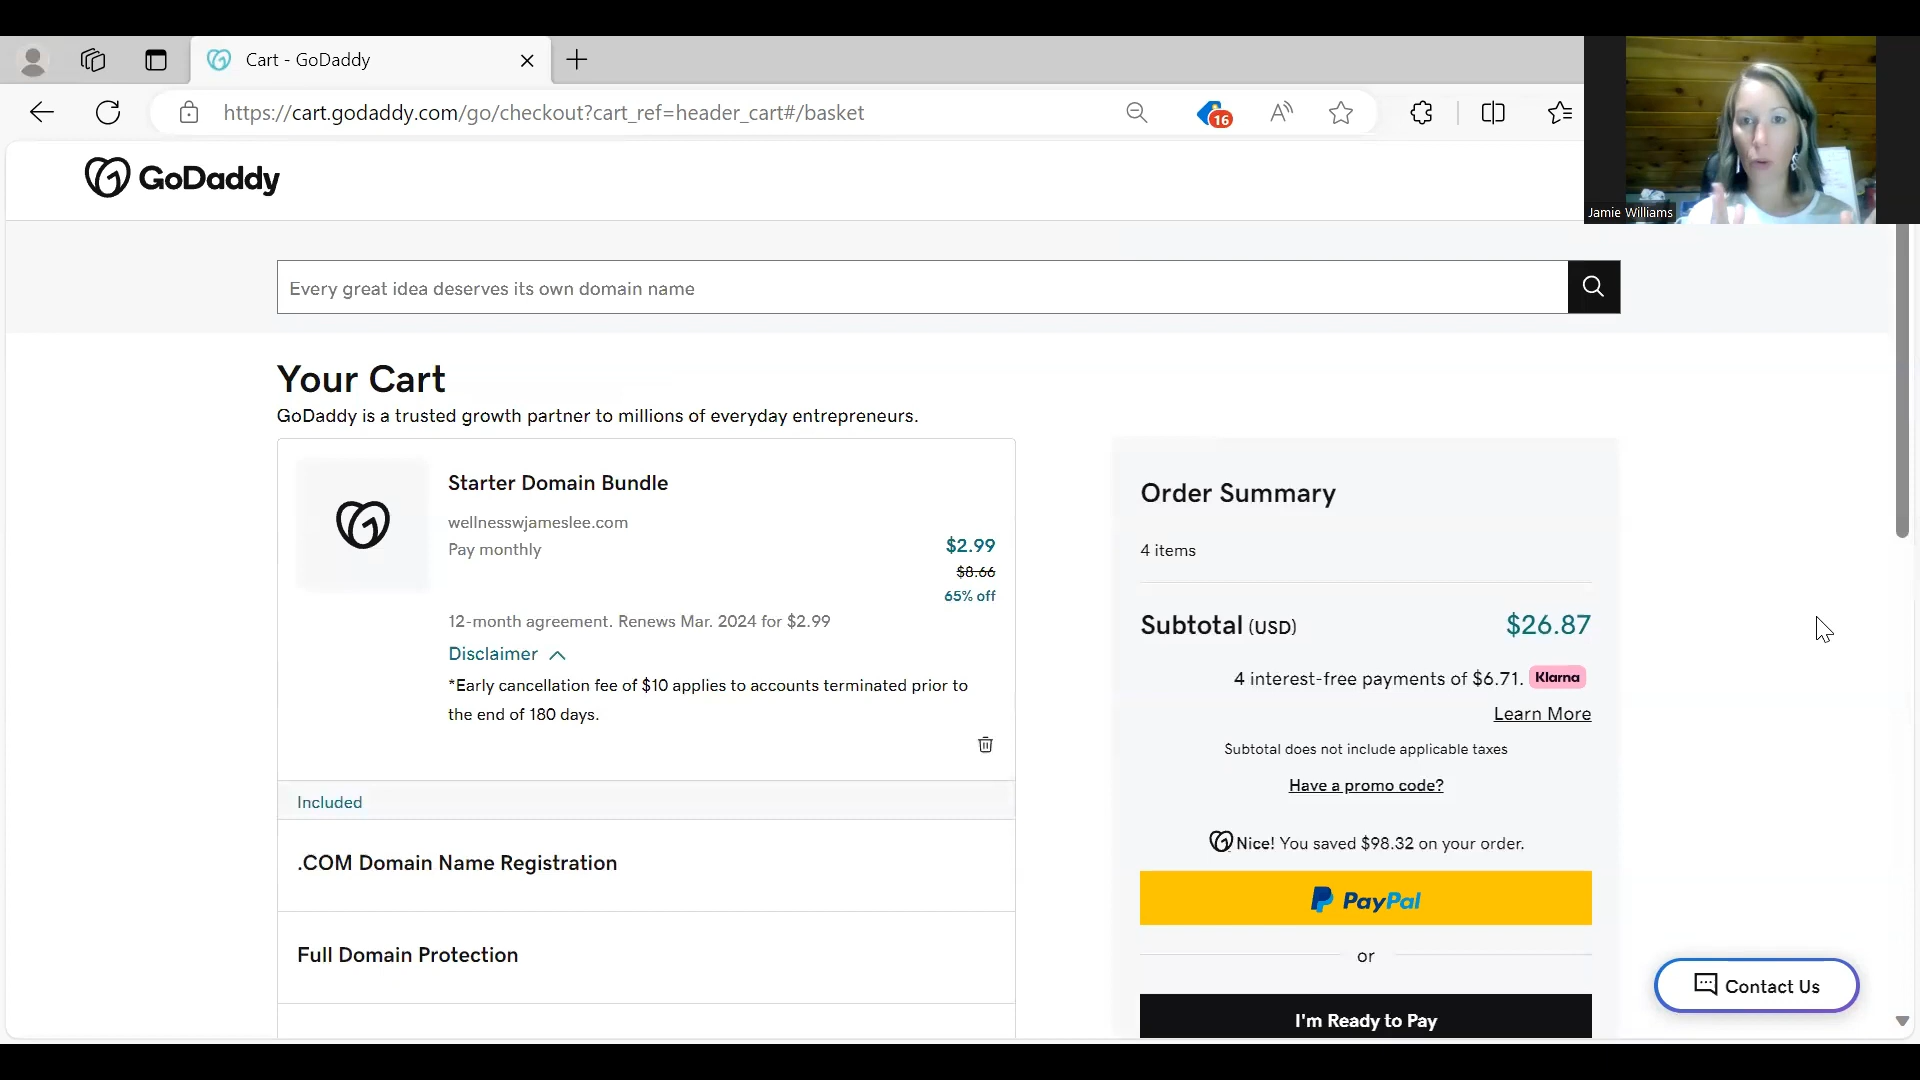 Cart - GoDaddy
https://cart.godaddy.com/go/checkout?cart_ref=header_cart#/basket
16
GoDaddy
Jamie Williams
Every great idea deserves its own domain name
Your Cart
GoDaddy is a trusted growth partner to millions of everyday entrepreneurs.
Starter Domain Bundle
wellnesswjameslee.com
Pay monthly
$2.99
$8.66
65% off
12-month agreement. Renews Mar. 2024 for $2.99
Disclaimer
*Early cancellation fee of $10 applies to accounts terminated prior to
the end of 180 days.
Included
.COM Domain Name Registration
Full Domain Protection
Order Summary
4 items
Subtotal (USD) $26.87
4 interest-free payments of $6.71. Klarna
Learn More
Subtotal does not include applicable taxes
Have a promo code?
Nice! You saved $98.32 on your order.
PayPal
or
I'm Ready to Pay
Contact Us